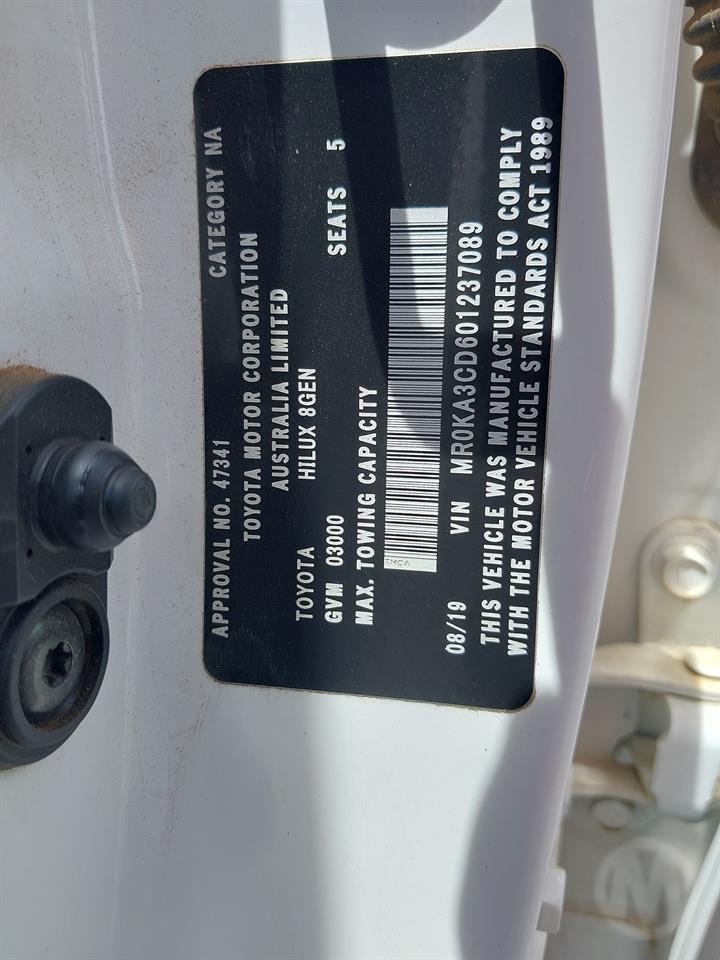 APPROVAL NO. 47341 CATEGORY NA
TOYOTA MOTOR CORPORATION
AUSTRALIA LIMITED
TOYOTA HILUX 8GEN
GVM 03000 SEATS 5
MAX. TOWING CAPACITY
TMCA
08/19 VIN MR0KA3CD601237089
THIS VEHICLE WAS MANUFACTURED TO COMPLY
WITH THE MOTOR VEHICLE STANDARDS ACT 1989
M